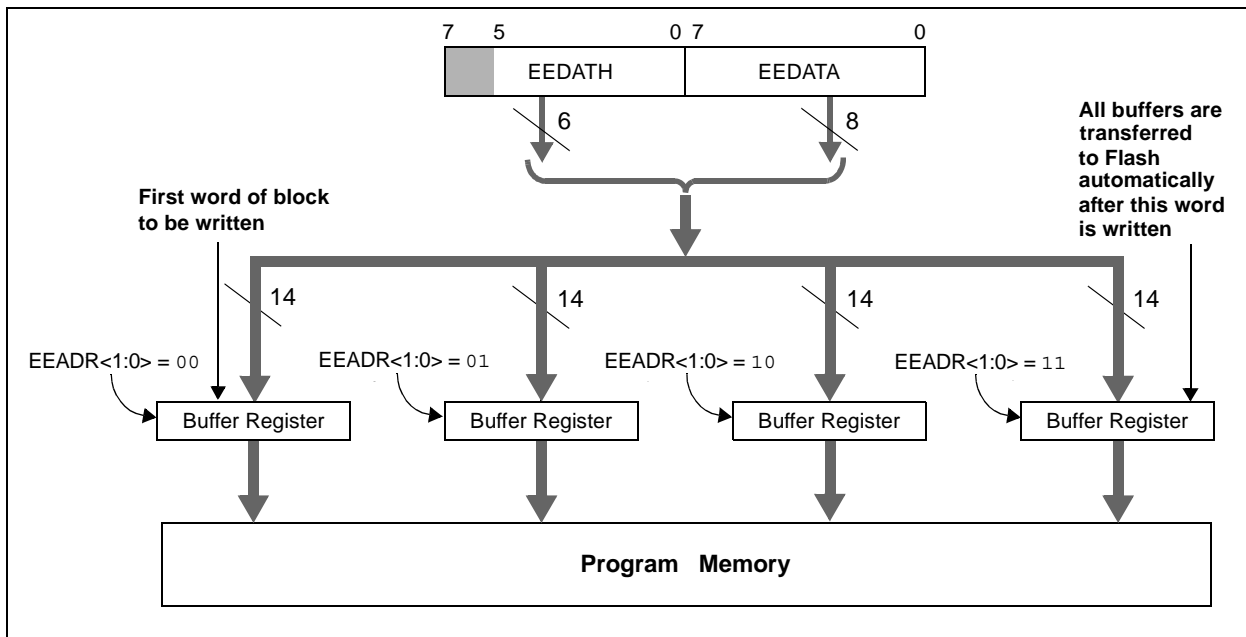 7 5 0 7 0
EEDATH EEDATA
6 8
All buffers are
transferred
to Flash
automatically
after this word
is written
First word of block
to be written
14 14 14 14
EEADR<1:0> = 00 EEADR<1:0> = 01 EEADR<1:0> = 10 EEADR<1:0> = 11
Buffer Register Buffer Register Buffer Register Buffer Register
Program Memory